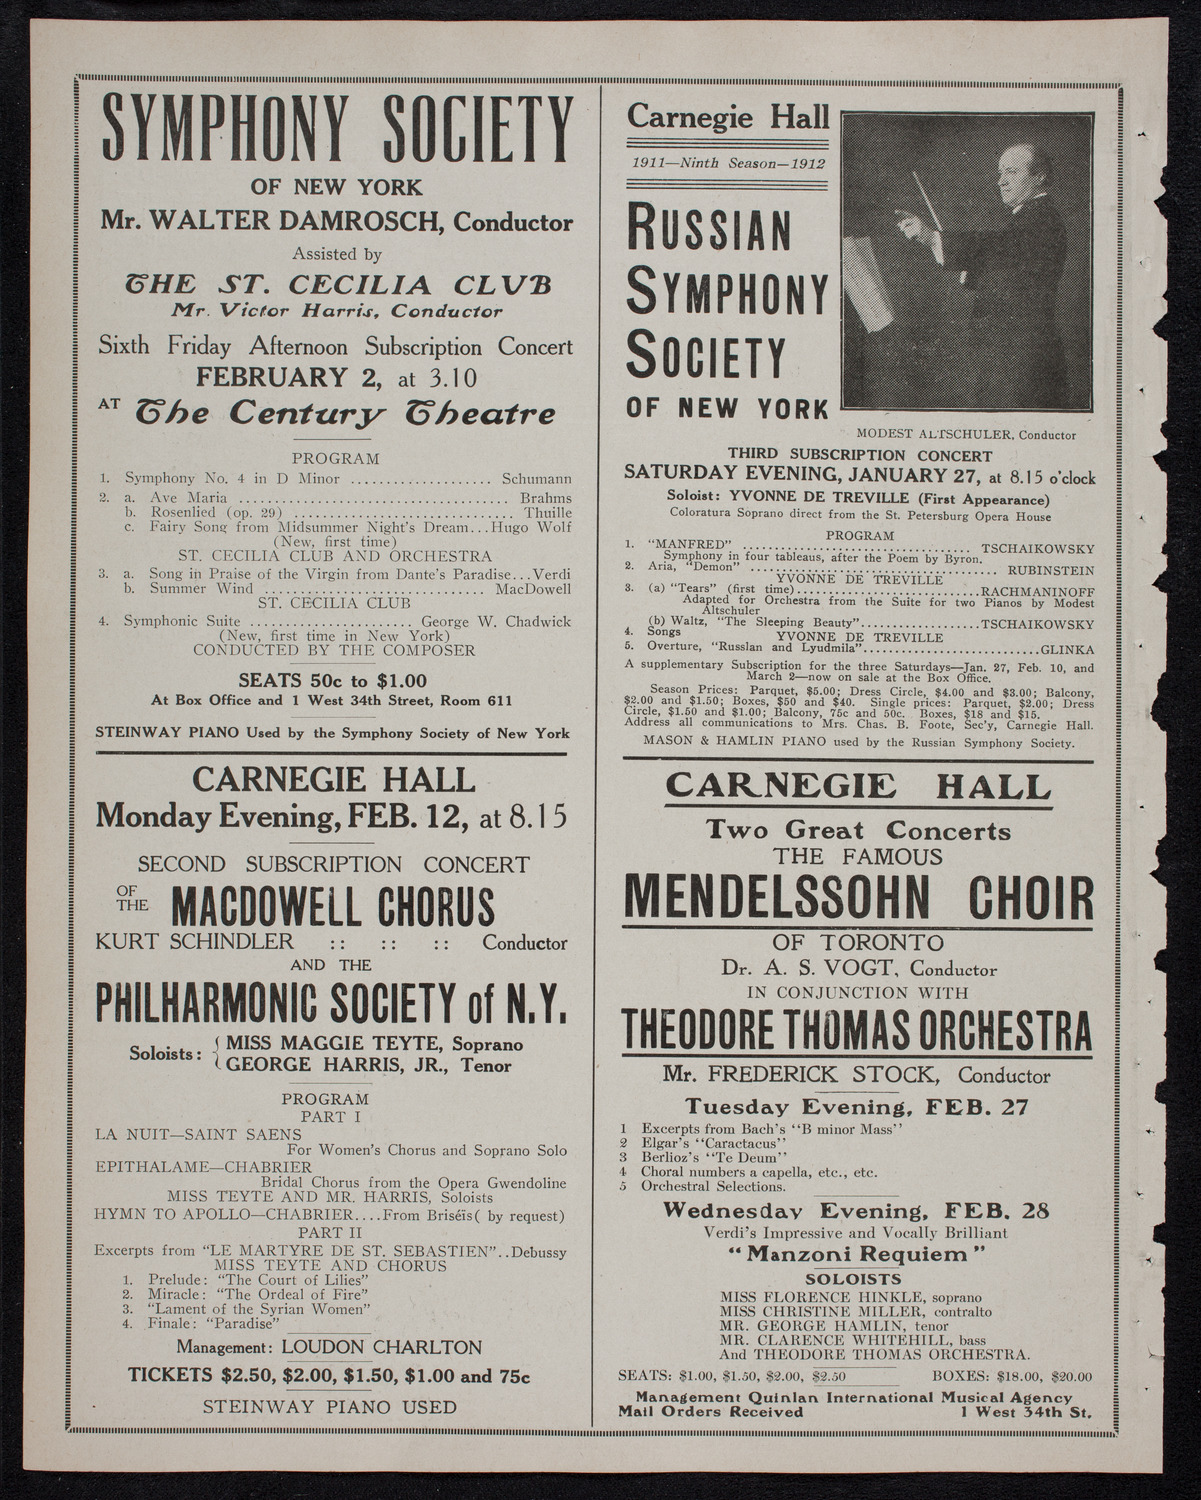 SYMPHONY SOCIETY
OF NEW YORK
Mr. WALTER DAMROSCH, Conductor
Assisted by
THE ST. CECILIA CLVB
Mr. Victor Harris, Conductor
Sixth Friday Afternoon Subscription Concert
FEBRUARY 2, at 3.10
AT The Century Theatre
PROGRAM
1. Symphony No. 4 in D Minor ................... Schumann
2. a. Ave Maria .................................... Brahms
b. Rosenlied (op. 29) ........................... Thuille
c. Fairy Song from Midsummer Night's Dream...Hugo Wolf
(New, first time)
ST. CECILIA CLUB AND ORCHESTRA
3. a. Song in Praise of the Virgin from Dante's Paradise...Verdi
b. Summer Wind ............................... MacDowell
ST. CECILIA CLUB
4. Symphonic Suite ...................... George W. Chadwick
(New, first time in New York)
CONDUCTED BY THE COMPOSER
SEATS 50c to $1.00
At Box Office and 1 West 34th Street, Room 611
STEINWAY PIANO Used by the Symphony Society of New York
CARNEGIE HALL
Monday Evening, FEB. 12, at 8.15
SECOND SUBSCRIPTION CONCERT
OF THE MACDOWELL CHORUS
KURT SCHINDLER :: :: :: Conductor
AND THE
PHILHARMONIC SOCIETY of N.Y.
Soloists: { MISS MAGGIE TEYTE, Soprano
GEORGE HARRIS, JR., Tenor
PROGRAM
PART I
LA NUIT—SAINT SAENS
For Women's Chorus and Soprano Solo
EPITHALAME—CHABRIER
Bridal Chorus from the Opera Gwendoline
MISS TEYTE AND MR. HARRIS, Soloists
HYMN TO APOLLO—CHABRIER....From Briséïs( by request)
PART II
Excerpts from "LE MARTYRE DE ST. SEBASTIEN"..Debussy
MISS TEYTE AND CHORUS
1. Prelude: "The Court of Lilies"
2. Miracle: "The Ordeal of Fire"
3. "Lament of the Syrian Women"
4. Finale: "Paradise"
Management: LOUDON CHARLTON
TICKETS $2.50, $2.00, $1.50, $1.00 and 75c
STEINWAY PIANO USED
Carnegie Hall
1911—Ninth Season—1912
RUSSIAN
SYMPHONY
SOCIETY
OF NEW YORK
MODEST ALTSCHULER, Conductor
THIRD SUBSCRIPTION CONCERT
SATURDAY EVENING, JANUARY 27, at 8.15 o'clock
Soloist: YVONNE DE TREVILLE (First Appearance)
Coloratura Soprano direct from the St. Petersburg Opera House
PROGRAM
1. "MANFRED" ................................ TSCHAIKOWSKY
Symphony in four tableaus, after the Poem by Byron.
2. Aria, "Demon" .................................. RUBINSTEIN
YVONNE DE TREVILLE
3. (a) "Tears" (first time)..........................RACHMANINOFF
Adapted for Orchestra from the Suite for two Pianos by Modest
Altschuler
(b) Waltz, "The Sleeping Beauty".................TSCHAIKOWSKY
4. Songs YVONNE DE TREVILLE
5. Overture, "Russlan and Lyudmila".........................GLINKA
A supplementary Subscription for the three Saturdays—Jan. 27, Feb. 10, and
March 2—now on sale at the Box Office.
Season Prices: Parquet, $5.00; Dress Circle, $4.00 and $3.00; Balcony,
$2.00 and $1.50; Boxes, $50 and $40. Single prices: Parquet, $2.00; Dress
Circle, $1.50 and $1.00; Balcony, 75c and 50c. Boxes, $18 and $15.
Address all communications to Mrs. Chas. B. Foote, Sec'y, Carnegie Hall.
MASON & HAMLIN PIANO used by the Russian Symphony Society.
CARNEGIE HALL
Two Great Concerts
THE FAMOUS
MENDELSSOHN CHOIR
OF TORONTO
Dr. A. S. VOGT, Conductor
IN CONJUNCTION WITH
THEODORE THOMAS ORCHESTRA
Mr. FREDERICK STOCK, Conductor
Tuesday Evening, FEB. 27
1 Excerpts from Bach's "B minor Mass"
2 Elgar's "Caractacus"
3 Berlioz's "Te Deum"
4 Choral numbers a capella, etc., etc.
5 Orchestral Selections.
Wednesday Evening, FEB. 28
Verdi's Impressive and Vocally Brilliant
"Manzoni Requiem"
SOLOISTS
MISS FLORENCE HINKLE, soprano
MISS CHRISTINE MILLER, contralto
MR. GEORGE HAMLIN, tenor
MR. CLARENCE WHITEHILL, bass
And THEODORE THOMAS ORCHESTRA.
SEATS: $1.00, $1.50, $2.00, $2.50 BOXES: $18.00, $20.00
Management Quinlan International Musical Agency
Mail Orders Received 1 West 34th St.